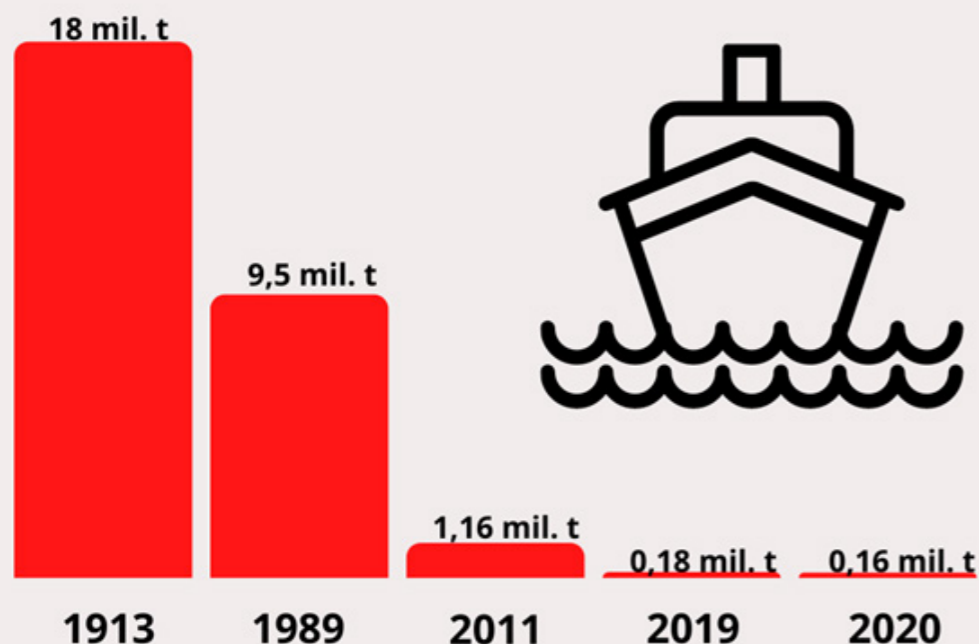 18 mil. t
9,5 mil. t
1,16 mil. t
0,18 mil. t
0,16 mil. t
1913
1989
2011
2019
2020